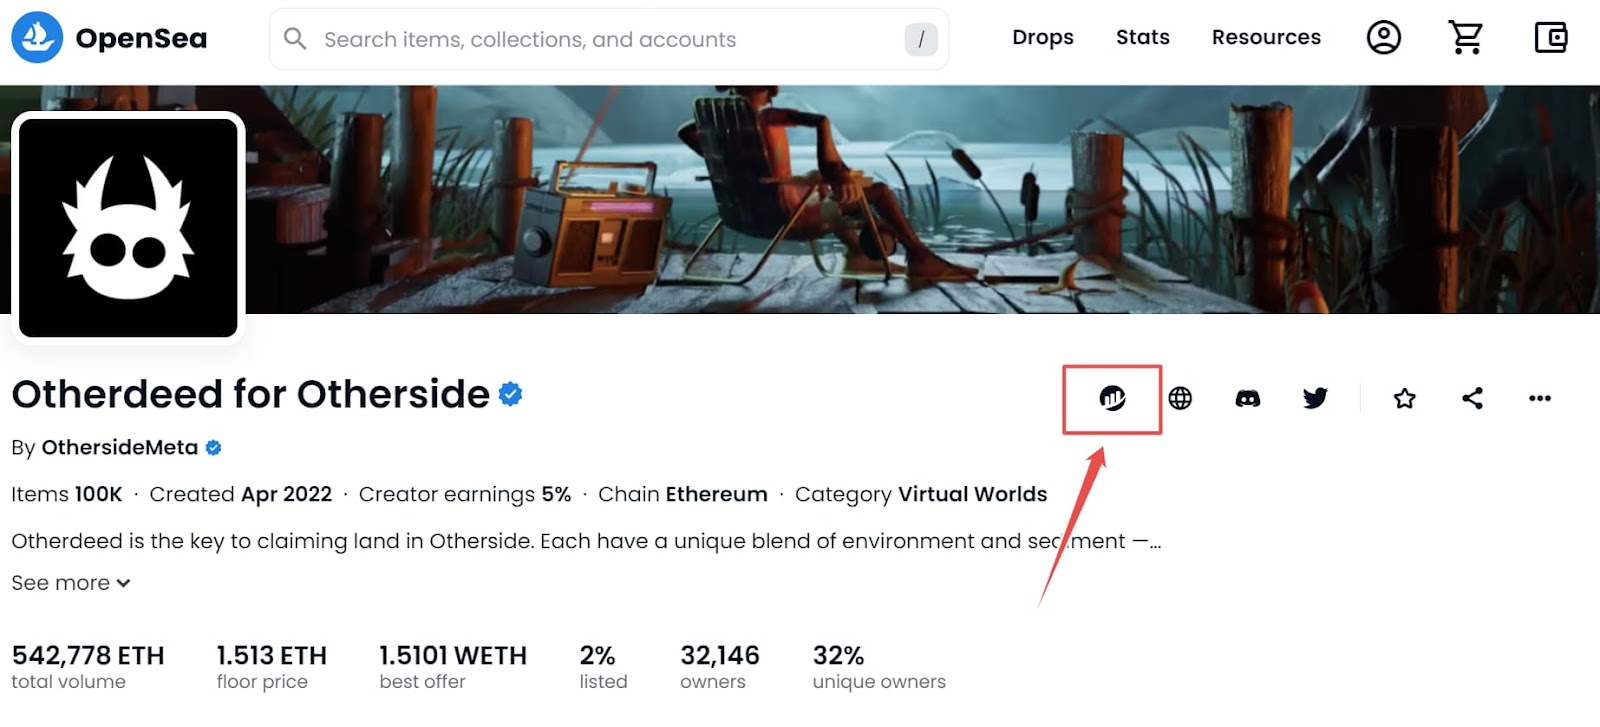 OpenSea
Search items, collections, and accounts
/
Drops Stats Resources
Otherdeed for Otherside
By OthersideMeta
Items 100K · Created Apr 2022 · Creator earnings 5% · Chain Ethereum · Category Virtual Worlds
Otherdeed is the key to claiming land in Otherside. Each have a unique blend of environment and sediment —...
See more
542,778 ETH 1.513 ETH 1.5101 WETH 2% 32,146 32%
total volume floor price best offer listed owners unique owners